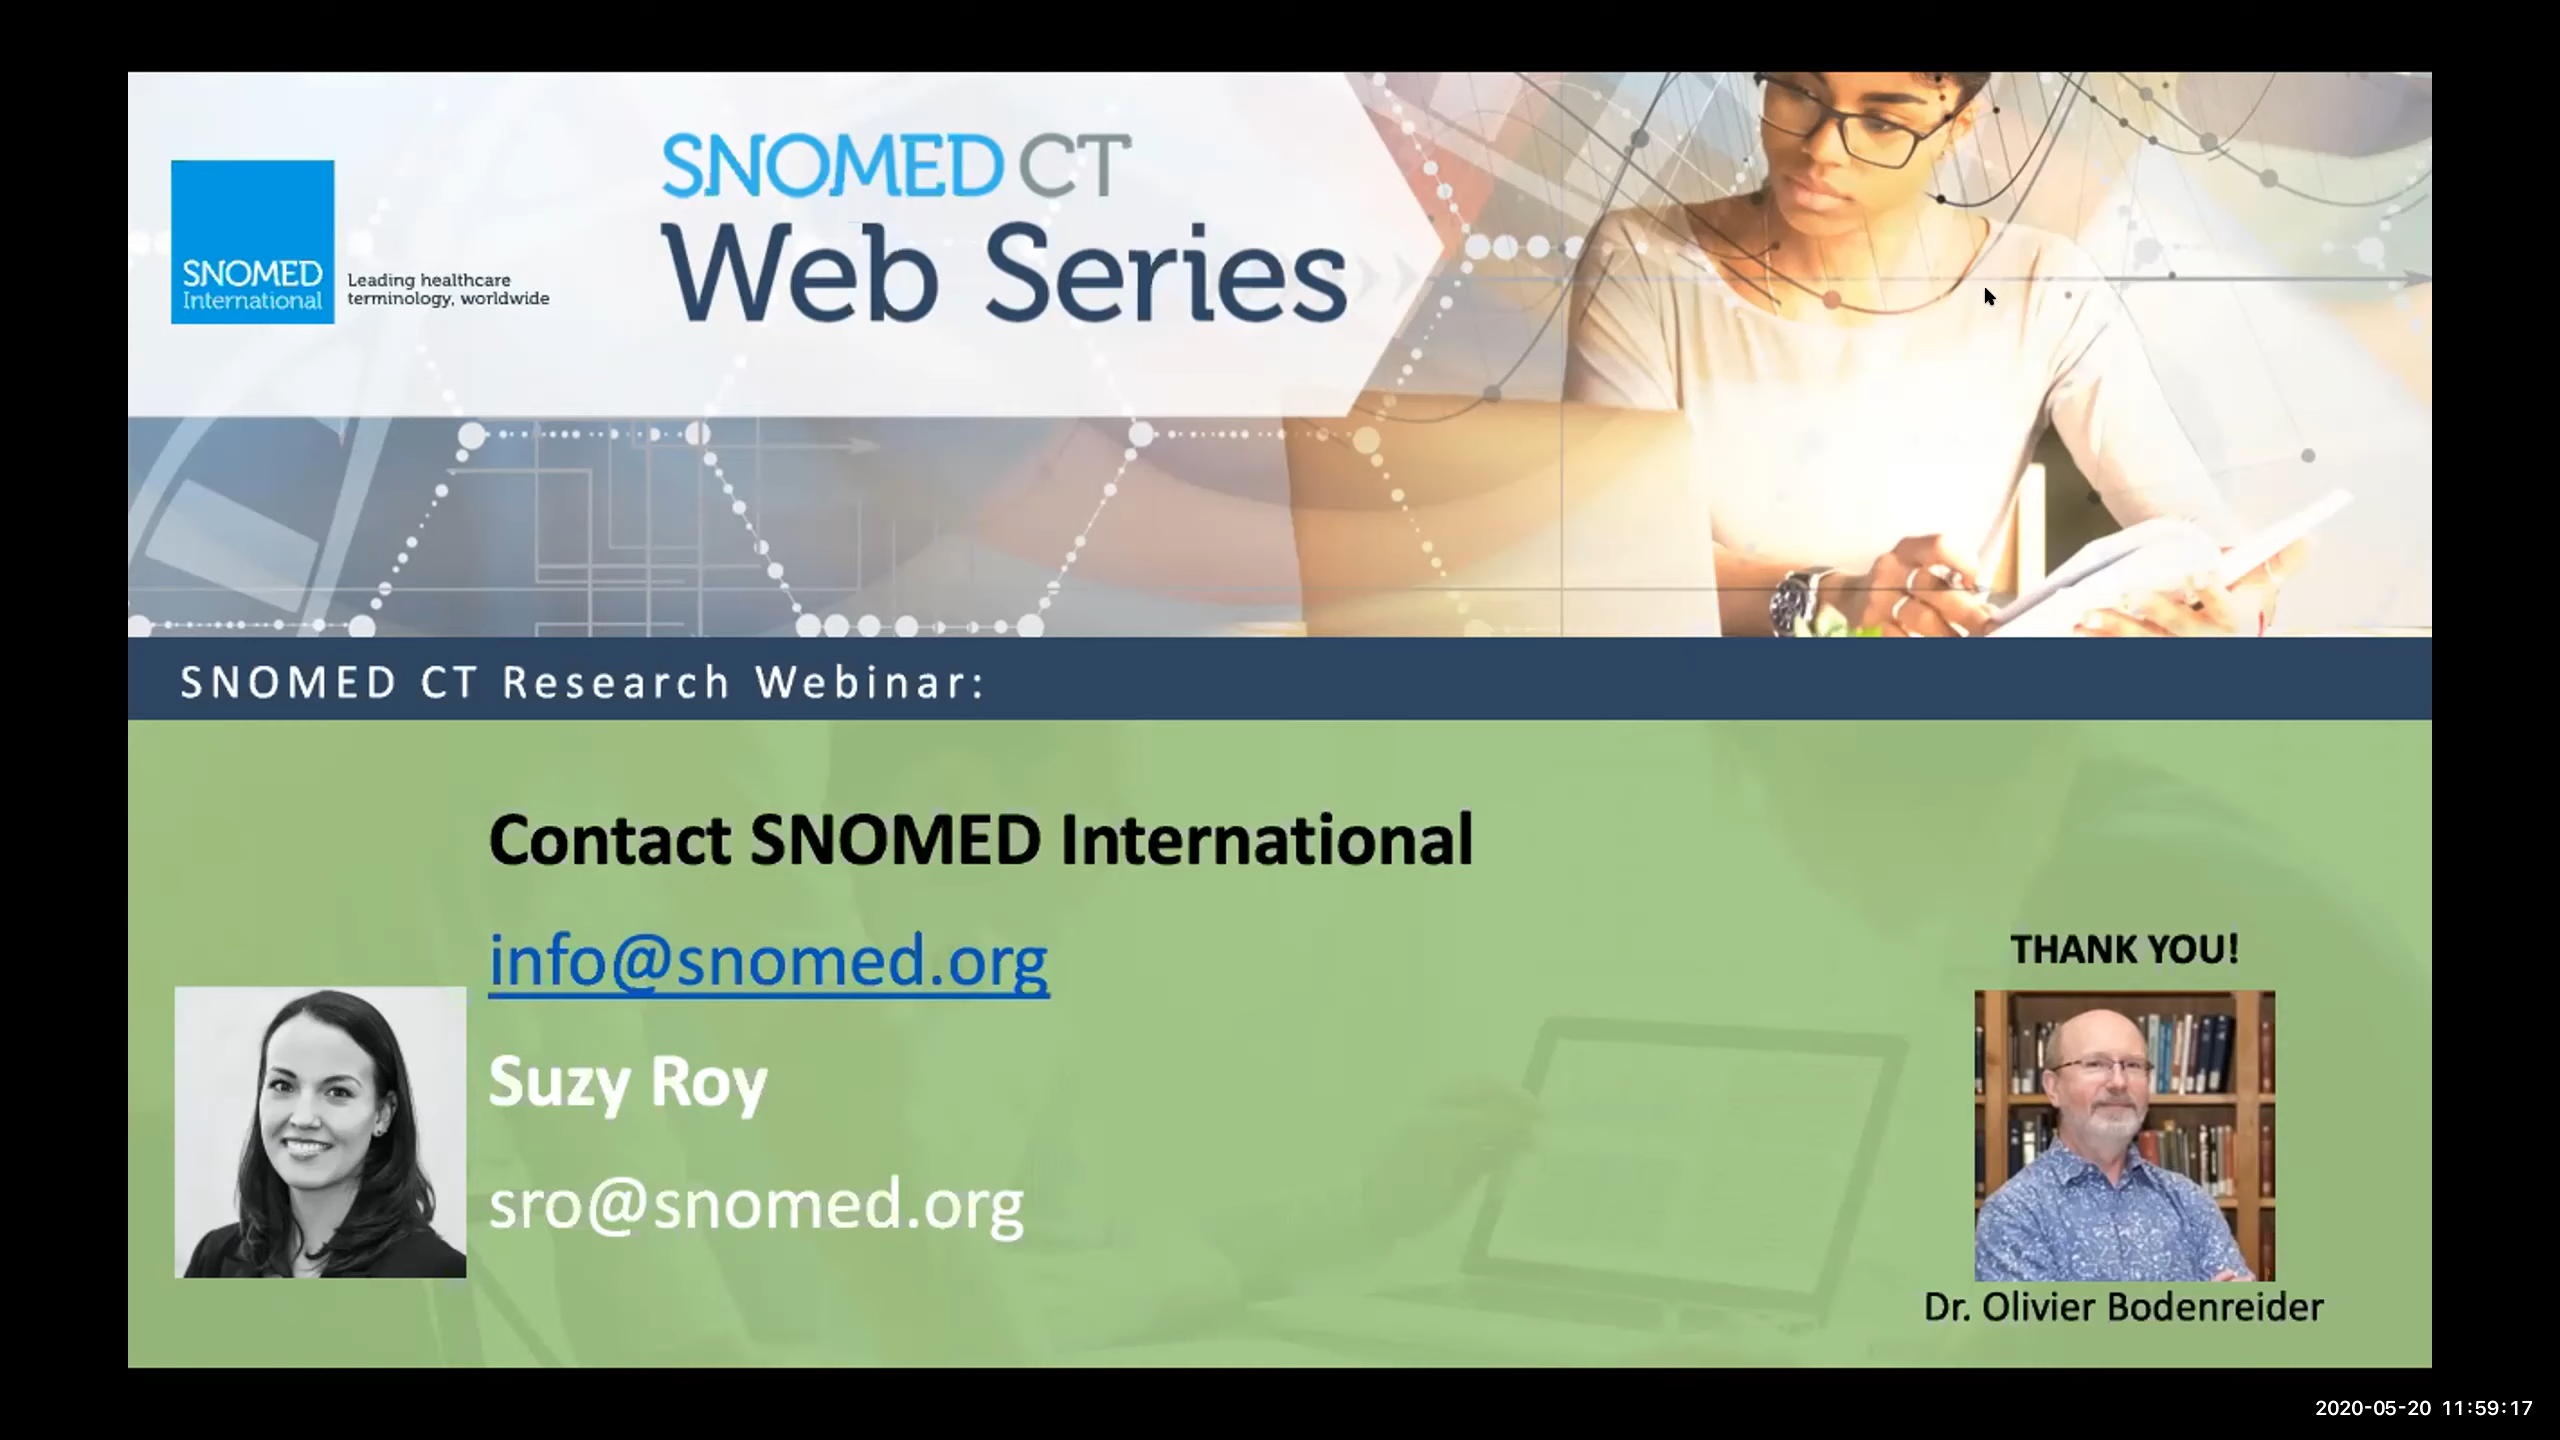 SNOMED CT
Web Series
SNOMED
International
Leading healthcare
terminology, worldwide
SNOMED CT Research Webinar:
Contact SNOMED International
info@snomed.org
Suzy Roy
sro@snomed.org
THANK YOU!
Dr. Olivier Bodenreider
2020-05-20 11:59:17